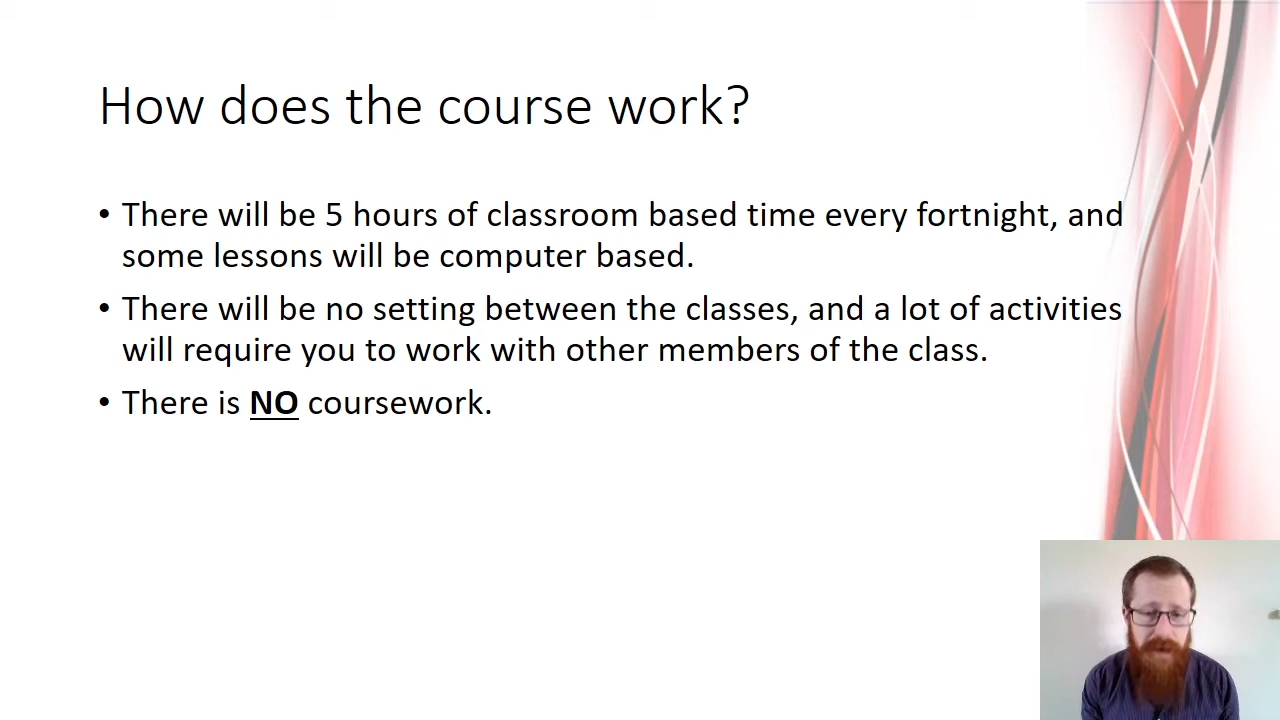 How does the course work?
• There will be 5 hours of classroom based time every fortnight, and
some lessons will be computer based.
• There will be no setting between the classes, and a lot of activities
will require you to work with other members of the class.
• There is NO coursework.